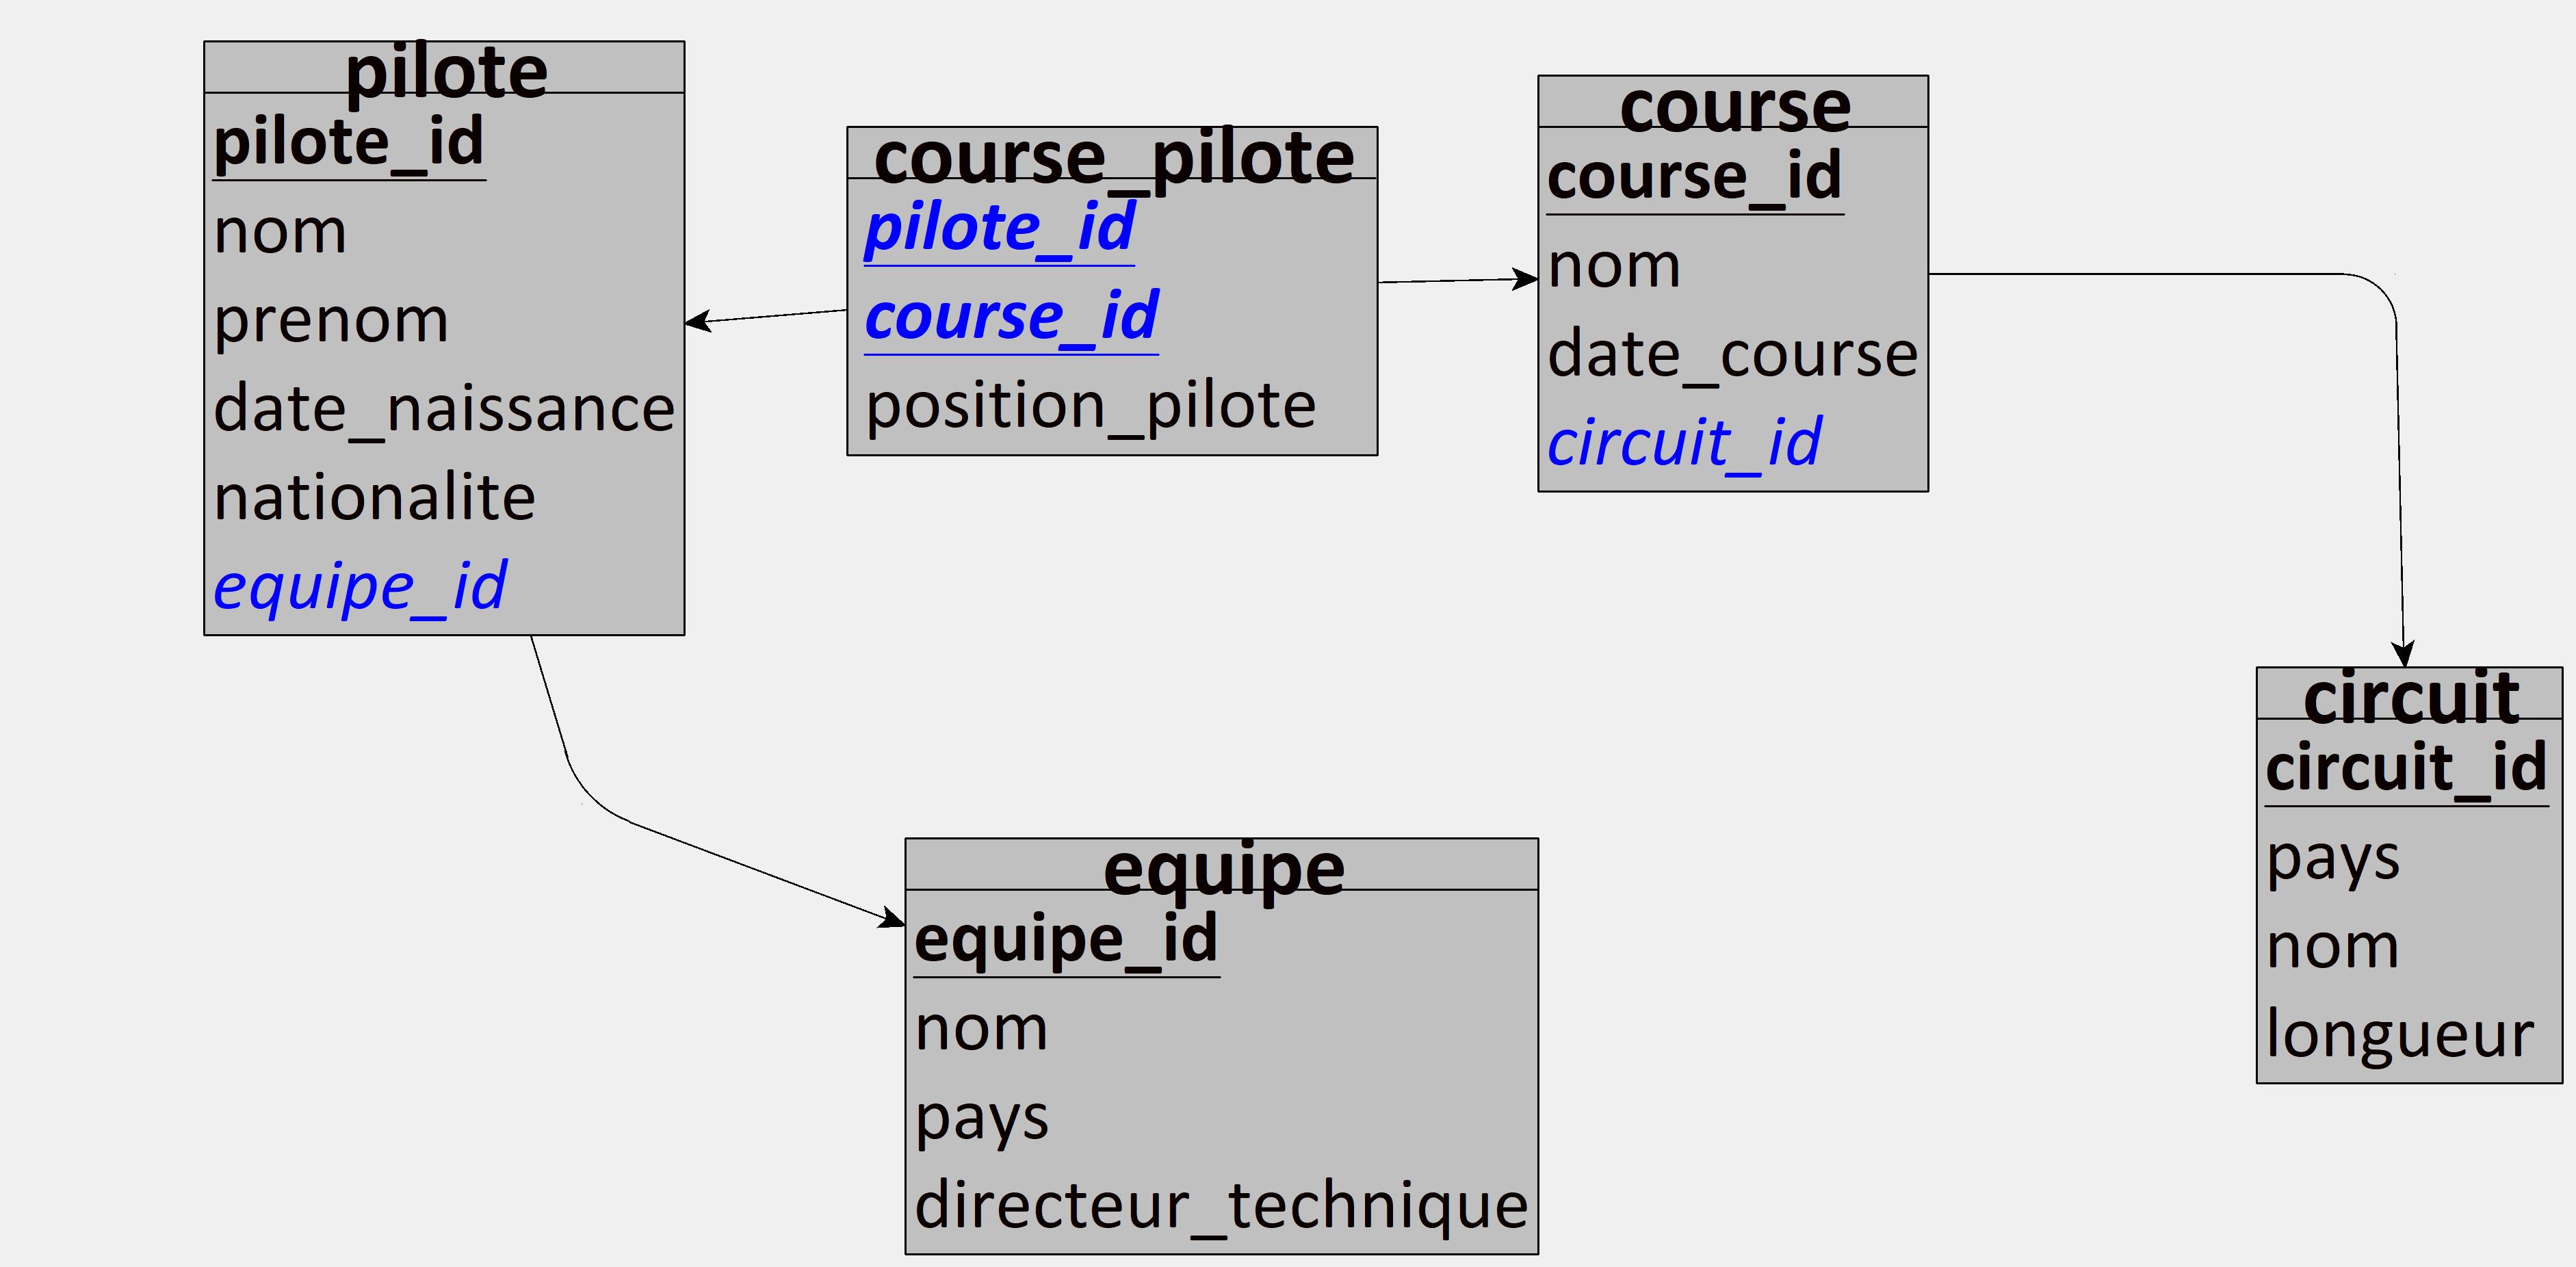 pilote
pilote_id
nom
prenom
date_naissance
nationalite
equipe_id
course_pilote
pilote_id
course_id
position_pilote
course
course_id
nom
date_course
circuit_id
equipe
equipe_id
nom
pays
directeur_technique
circuit
circuit_id
pays
nom
longueur